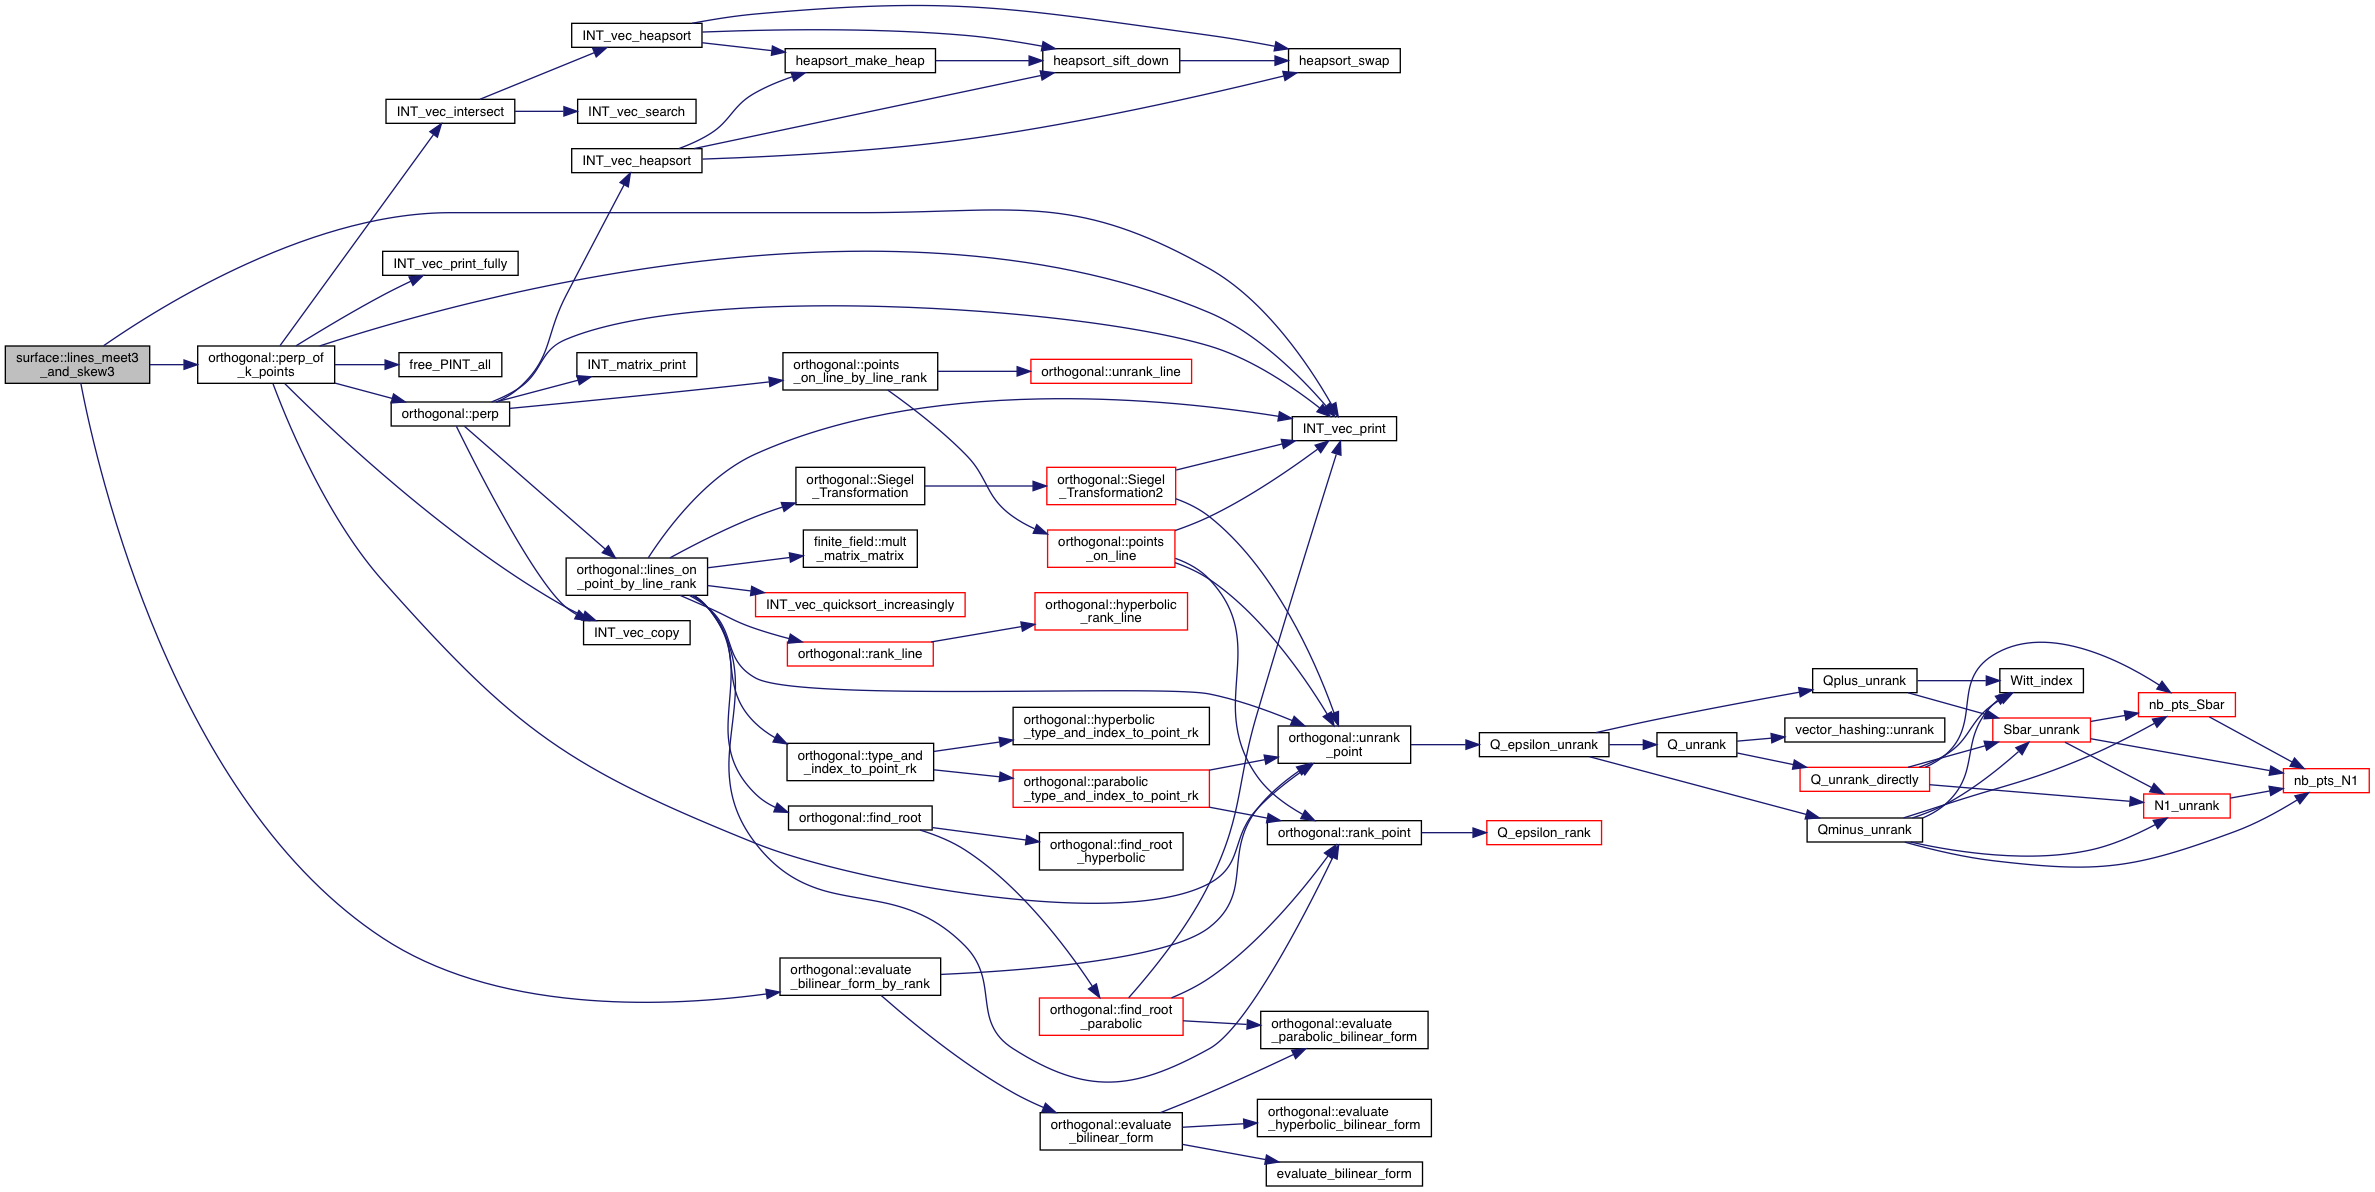 surface::lines_meet3
_and_skew3
orthogonal::perp_of
_k_points
INT_vec_intersect
INT_vec_print_fully
free_PINT_all
orthogonal::perp
INT_vec_heapsort
INT_vec_search
INT_vec_heapsort
INT_matrix_print
orthogonal::lines_on
_point_by_line_rank
INT_vec_copy
heapsort_make_heap
orthogonal::points
_on_line_by_line_rank
orthogonal::Siegel
_Transformation
finite_field::mult
_matrix_matrix
INT_vec_quicksort_increasingly
orthogonal::rank_line
orthogonal::type_and
_index_to_point_rk
orthogonal::find_root
orthogonal::evaluate
_bilinear_form_by_rank
heapsort_sift_down
orthogonal::unrank_line
orthogonal::Siegel
_Transformation2
orthogonal::points
_on_line
orthogonal::hyperbolic
_rank_line
orthogonal::hyperbolic
_type_and_index_to_point_rk
orthogonal::parabolic
_type_and_index_to_point_rk
orthogonal::find_root
_hyperbolic
orthogonal::find_root
_parabolic
orthogonal::evaluate
_bilinear_form
heapsort_swap
INT_vec_print
orthogonal::unrank
_point
orthogonal::rank_point
orthogonal::evaluate
_parabolic_bilinear_form
orthogonal::evaluate
_hyperbolic_bilinear_form
evaluate_bilinear_form
Q_epsilon_unrank
Q_epsilon_rank
Q_unrank
Qplus_unrank
vector_hashing::unrank
Q_unrank_directly
Qminus_unrank
Witt_index
Sbar_unrank
nb_pts_Sbar
N1_unrank
nb_pts_N1